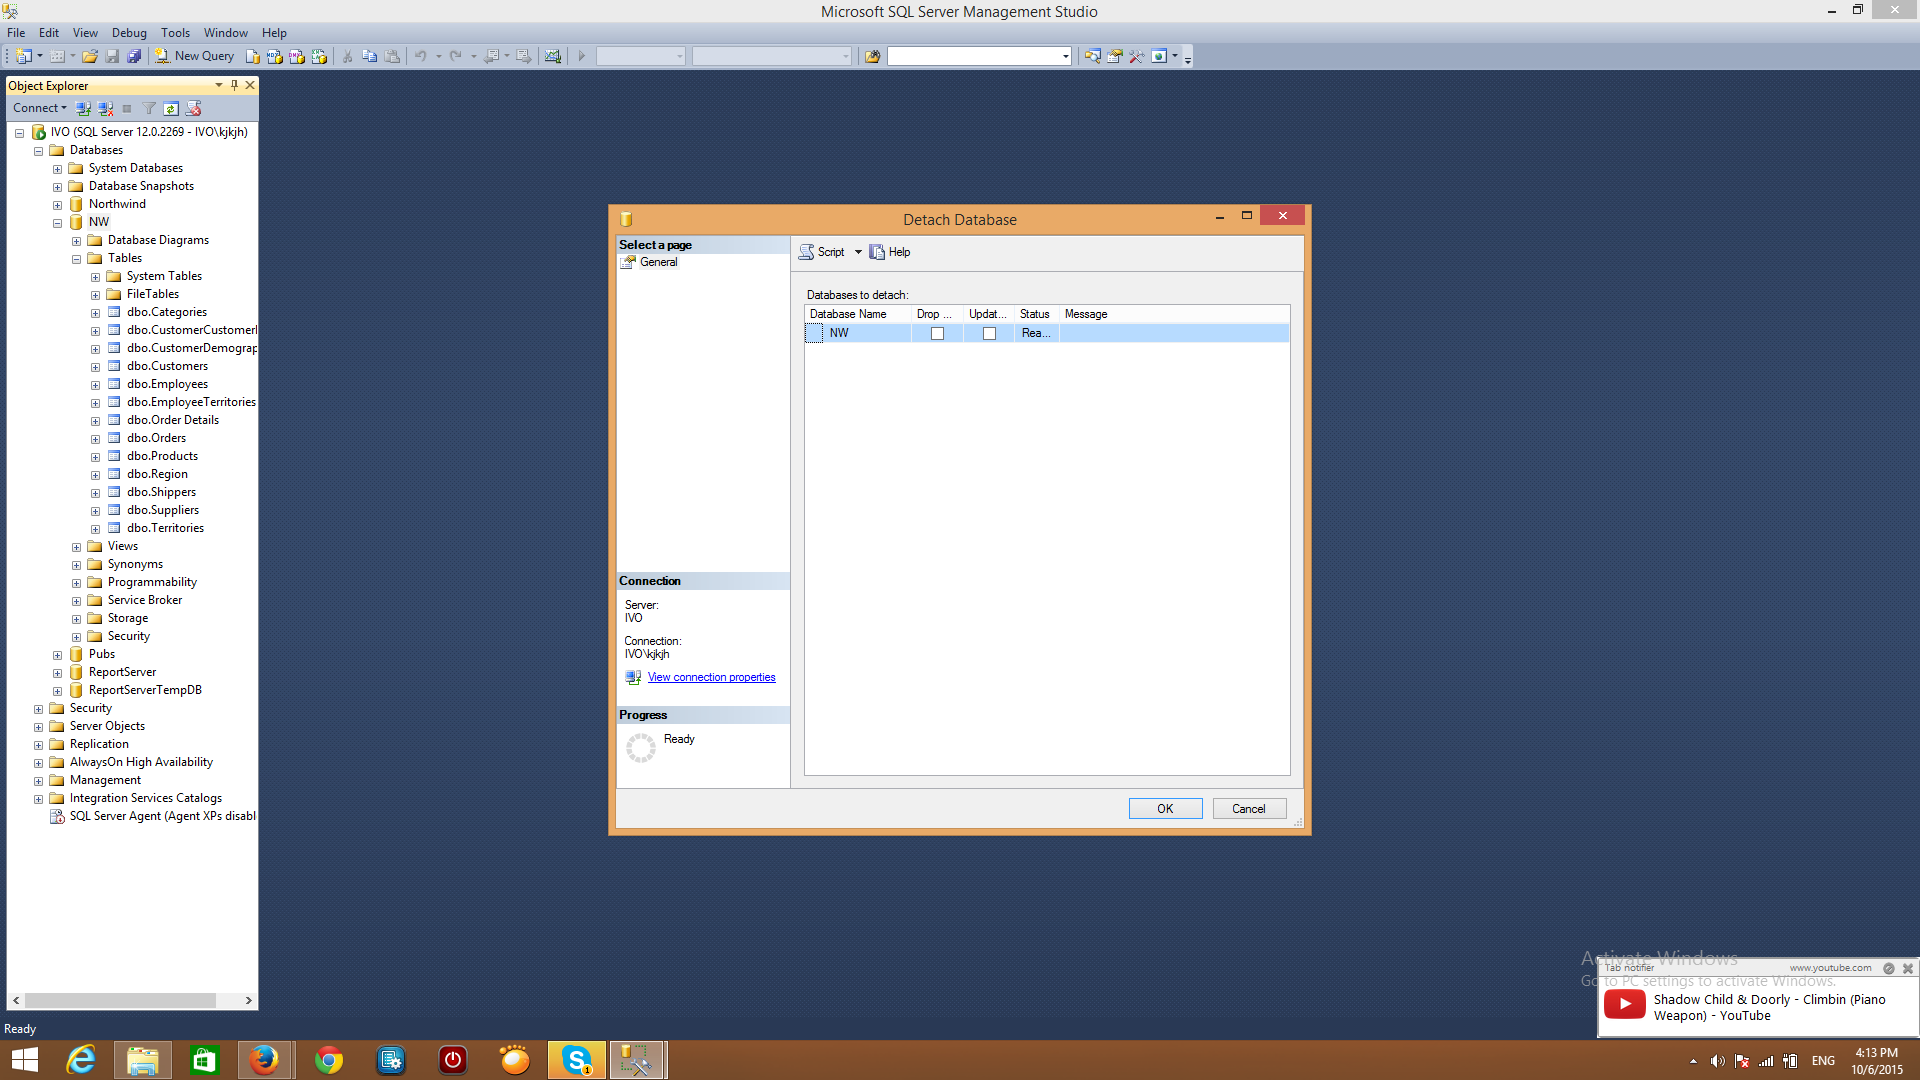 Microsoft SQL Server Management Studio
File Edit View Debug Tools Window Help
New Query
Object Explorer
Connect
IVO (SQL Server 12.0.2269 - IVO\kjkjh)
Databases
System Databases
Database Snapshots
Northwind
NW
Database Diagrams
Tables
System Tables
FileTables
dbo.Categories
dbo.CustomerCustomerI
dbo.CustomerDemograp
dbo.Customers
dbo.Employees
dbo.EmployeeTerritories
dbo.Order Details
dbo.Orders
dbo.Products
dbo.Region
dbo.Shippers
dbo.Suppliers
dbo.Territories
Views
Synonyms
Programmability
Service Broker
Storage
Security
Pubs
ReportServer
ReportServerTempDB
Security
Server Objects
Replication
AlwaysOn High Availability
Management
Integration Services Catalogs
SQL Server Agent (Agent XPs disabl
Detach Database
Select a page
General
Script Help
Databases to detach:
Database Name Drop ... Updat... Status Message
NW Rea...
Connection
Server:
IVO
Connection:
IVO\kjkjh
View connection properties
Progress
Ready
OK Cancel
Activate Windows
Go to PC settings to activate Windows.
Tab notifier www.youtube.com
Shadow Child & Doorly - Climbin (Piano
Weapon) - YouTube
Ready
ENG
4:13 PM
10/6/2015